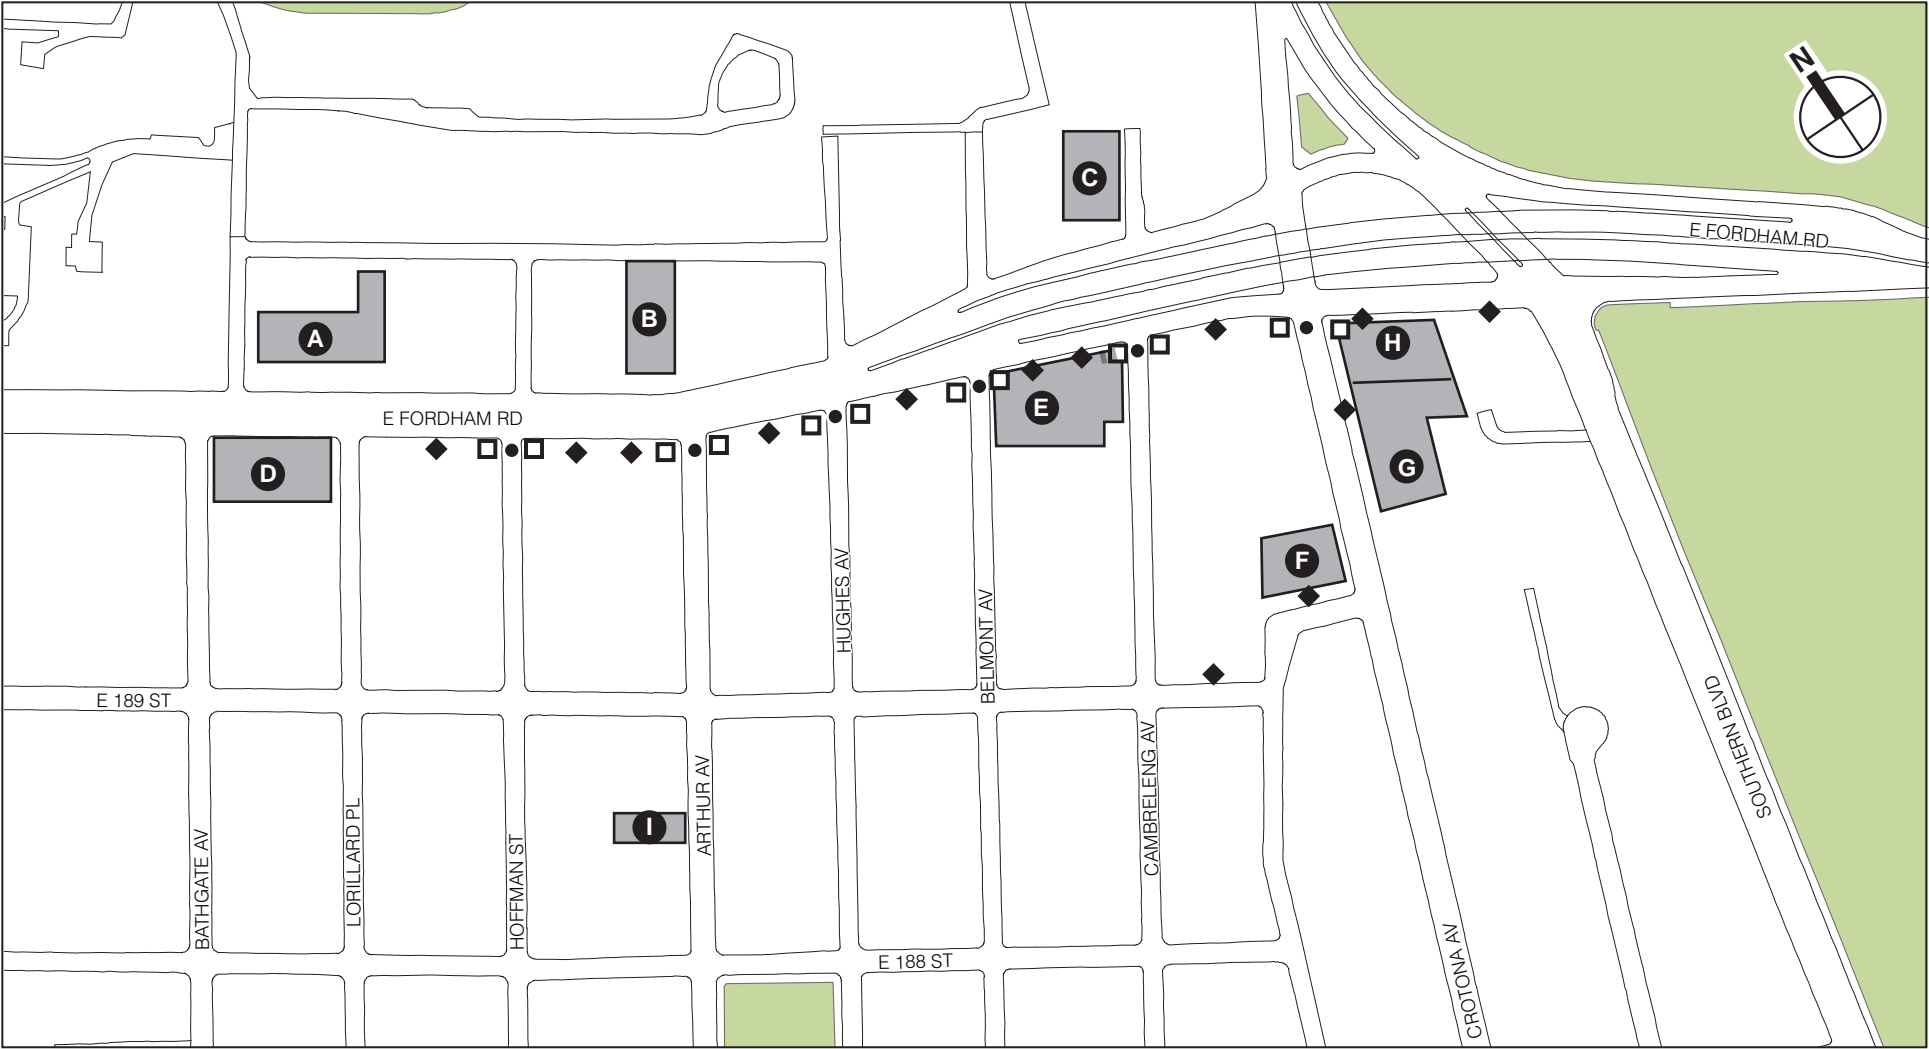 N
C
E FORDHAM RD
A
B
H
E
E FORDHAM RD
D
G
F
HUGHES AV
BELMONT AV
E 189 ST
SOUTHERN BLVD
I
ARTHUR AV
CAMBRELENG AV
BATHGATE AV
LORILLARD PL
HOFFMAN ST
E 188 ST
CROTONA AV